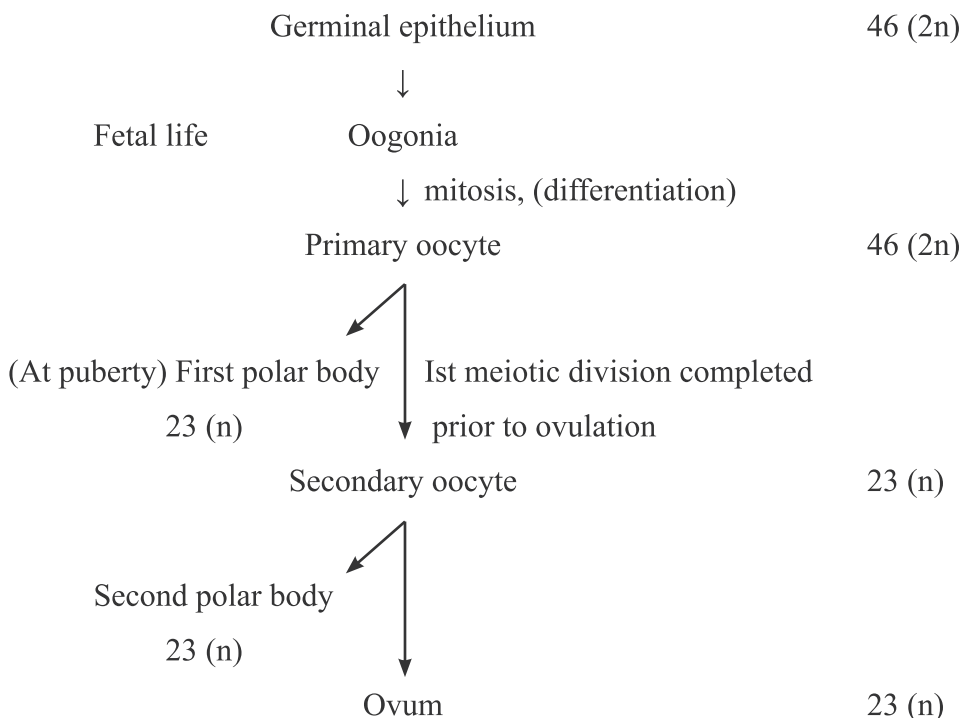 Germinal epithelium 46 (2n)
↓
Fetal life Oogonia
↓ mitosis, (differentiation)
Primary oocyte 46 (2n)
(At puberty) First polar body Ist meiotic division completed
23 (n) prior to ovulation
Secondary oocyte 23 (n)
Second polar body
23 (n)
Ovum 23 (n)